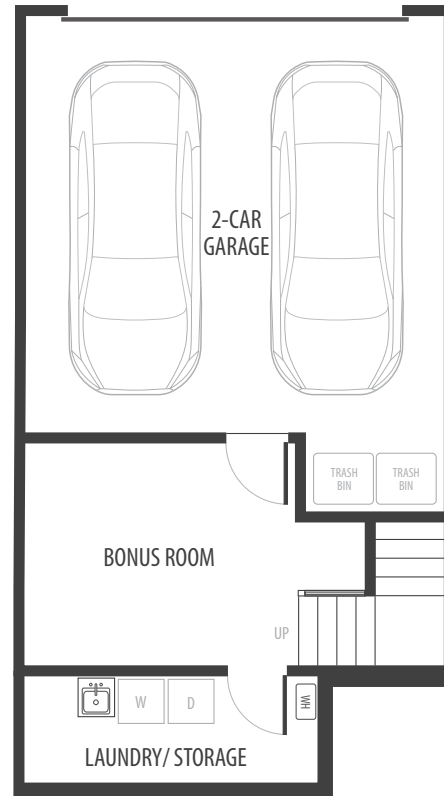 2-CAR
GARAGE
TRASH
BIN
TRASH
BIN
BONUS ROOM
UP
W
D
WH
LAUNDRY/ STORAGE